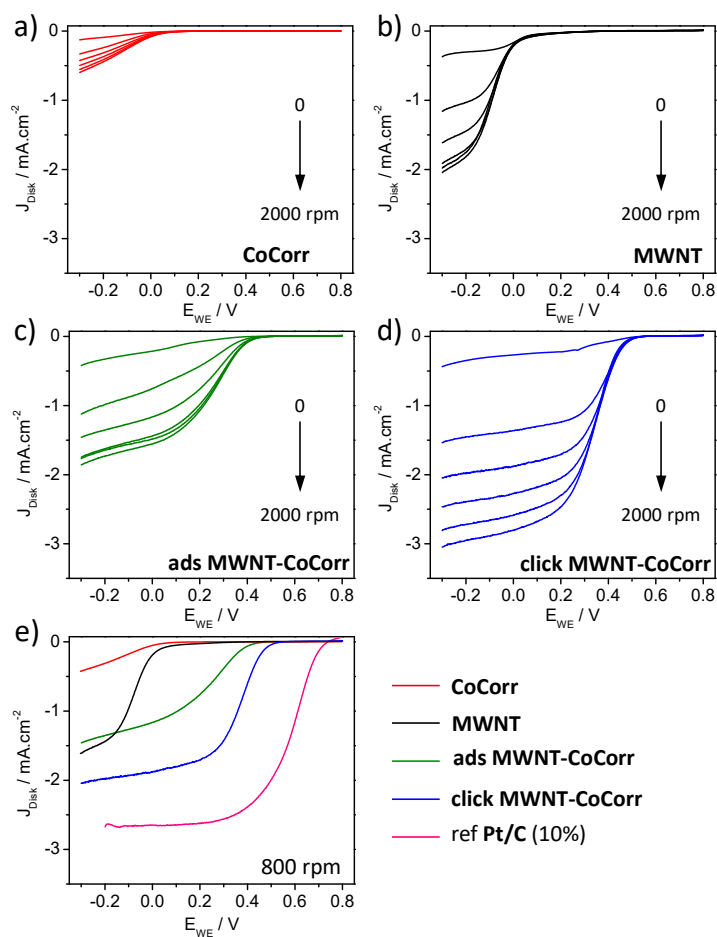 a)
0
-1
-2
-3
J_Disk / mA.cm^-2
0
2000 rpm
CoCorr
-0.2 0.0 0.2 0.4 0.6 0.8
E_WE / V
b)
0
-1
-2
-3
J_Disk / mA.cm^-2
0
2000 rpm
MWNT
-0.2 0.0 0.2 0.4 0.6 0.8
E_WE / V
c)
0
-1
-2
-3
J_Disk / mA.cm^-2
0
2000 rpm
ads MWNT-CoCorr
-0.2 0.0 0.2 0.4 0.6 0.8
E_WE / V
d)
0
-1
-2
-3
J_Disk / mA.cm^-2
0
2000 rpm
click MWNT-CoCorr
-0.2 0.0 0.2 0.4 0.6 0.8
E_WE / V
e)
0
-1
-2
-3
J_Disk / mA.cm^-2
800 rpm
-0.2 0.0 0.2 0.4 0.6 0.8
E_WE / V
CoCorr
MWNT
ads MWNT-CoCorr
click MWNT-CoCorr
ref Pt/C (10%)